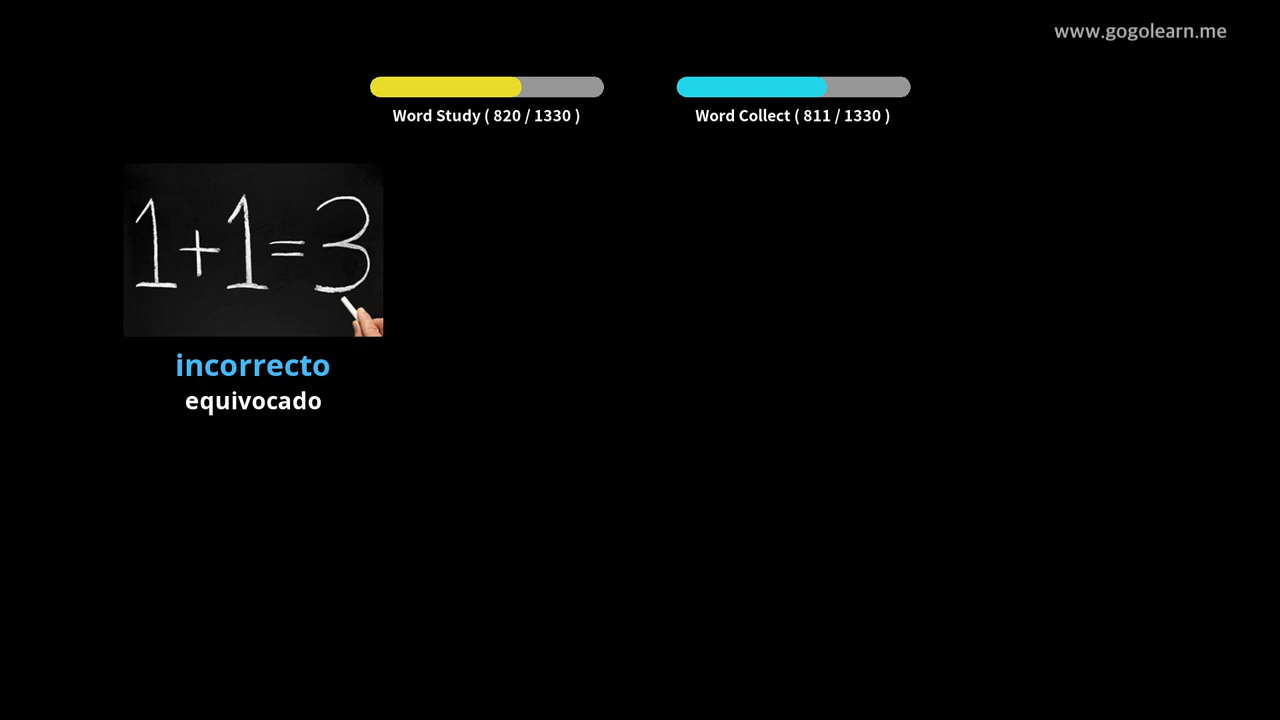 www.gogolearn.me
Word Study ( 820 / 1330 )
Word Collect ( 811 / 1330 )
1+1=3
incorrecto
equivocado